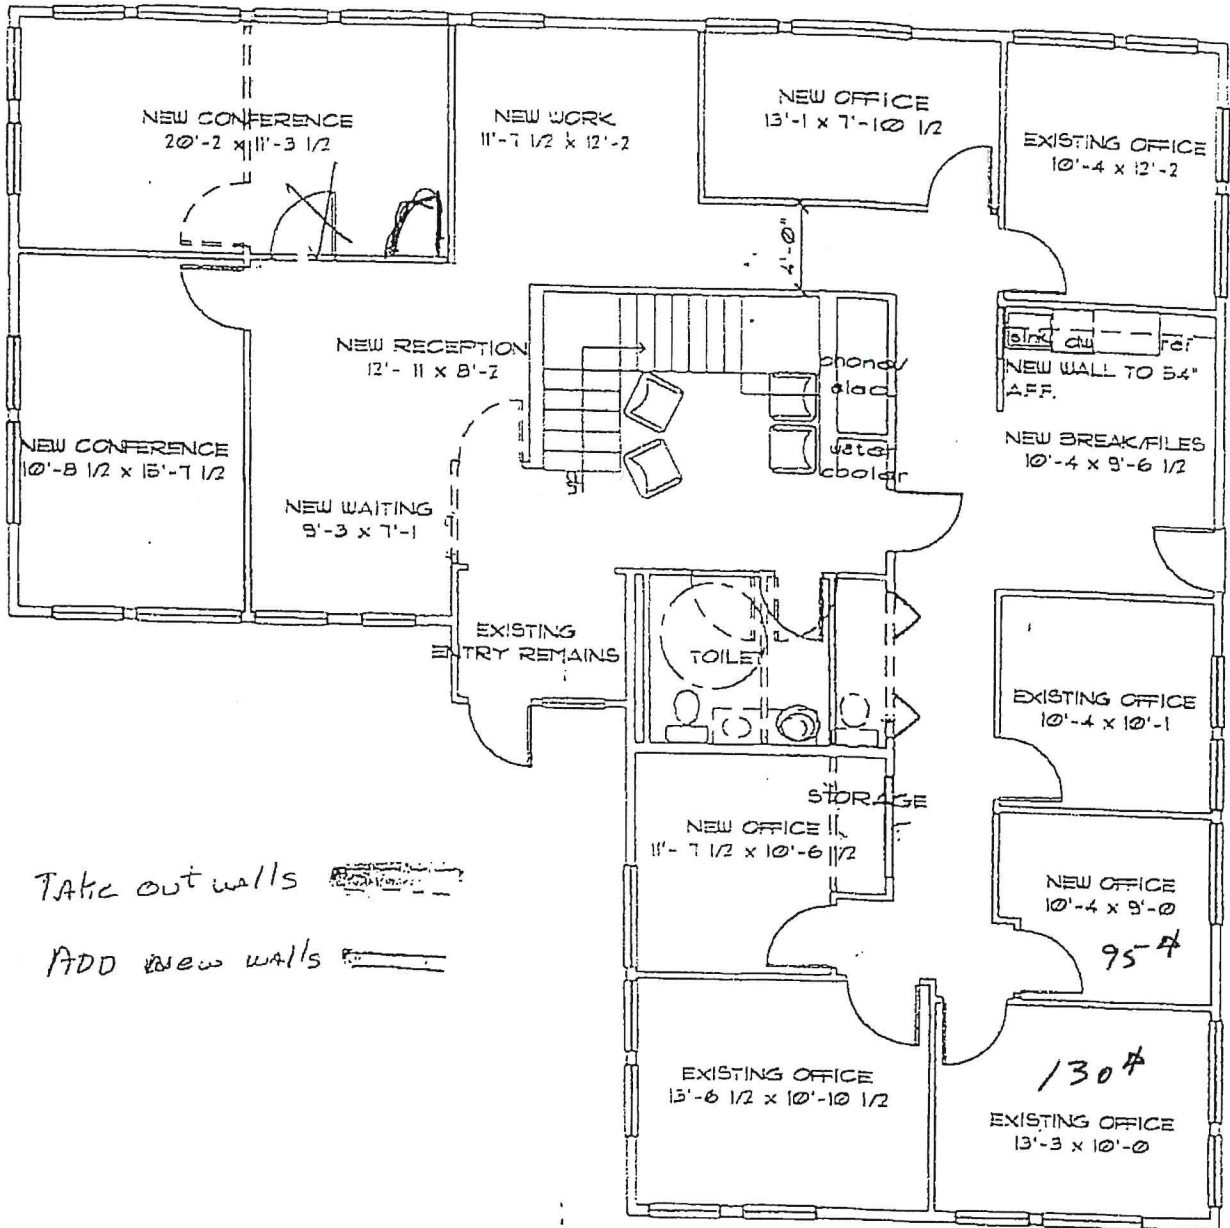 NEW CONFERENCE
20'-2 x 11'-3 1/2
NEW WORK
11'-7 1/2 x 12'-2
NEW OFFICE
13'-1 x 7'-10 1/2
EXISTING OFFICE
10'-4 x 12'-2
4'-0"
NEW RECEPTION
12'- 11 x 8'-2
phone/
sink dw ref
NEW WALL TO 54"
A.F.F.
NEW CONFERENCE
10'-8 1/2 x 15'-7 1/2
NEW WAITING
9'-3 x 7'-1
water
cooler
NEW BREAK/FILES
10'-4 x 9'-6 1/2
EXISTING
ENTRY REMAINS
TOILET
EXISTING OFFICE
10'-4 x 10'-1
STORAGE
NEW OFFICE
11'- 7 1/2 x 10'-6 1/2
NEW OFFICE
10'-4 x 9'-0
95
TAKE out walls
ADD new walls
EXISTING OFFICE
13'-6 1/2 x 10'-10 1/2
130
EXISTING OFFICE
13'-3 x 10'-0